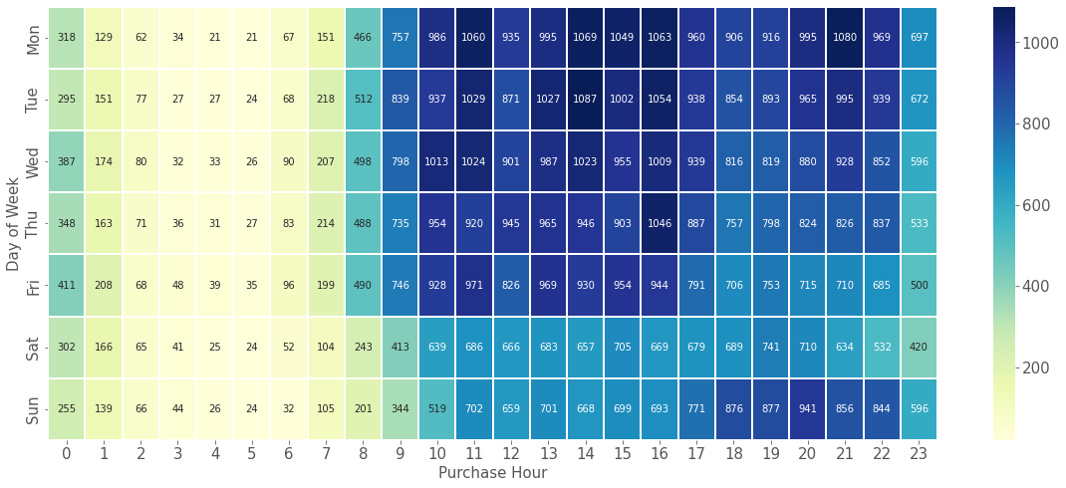 Mon 318 129 62 34 21 21 67 151 466 757 986 1060 935 995 1069 1049 1063 960 906 916 995 1080 969 697
Tue 295 151 77 27 27 24 68 218 512 839 937 1029 871 1027 1087 1002 1054 938 854 893 965 995 939 672
Wed 387 174 80 32 33 26 90 207 498 798 1013 1024 901 987 1023 955 1009 939 816 819 880 928 852 596
Thu 348 163 71 36 31 27 83 214 488 735 954 920 945 965 946 903 1046 887 757 798 824 826 837 533
Fri 411 208 68 48 39 35 96 199 490 746 928 971 826 969 930 954 944 791 706 753 715 710 685 500
Sat 302 166 65 41 25 24 52 104 243 413 639 686 666 683 657 705 669 679 689 741 710 634 532 420
Sun 255 139 66 44 26 24 32 105 201 344 519 702 659 701 668 699 693 771 876 877 941 856 844 596
0 1 2 3 4 5 6 7 8 9 10 11 12 13 14 15 16 17 18 19 20 21 22 23
Purchase Hour
Day of Week
1000
800
600
400
200